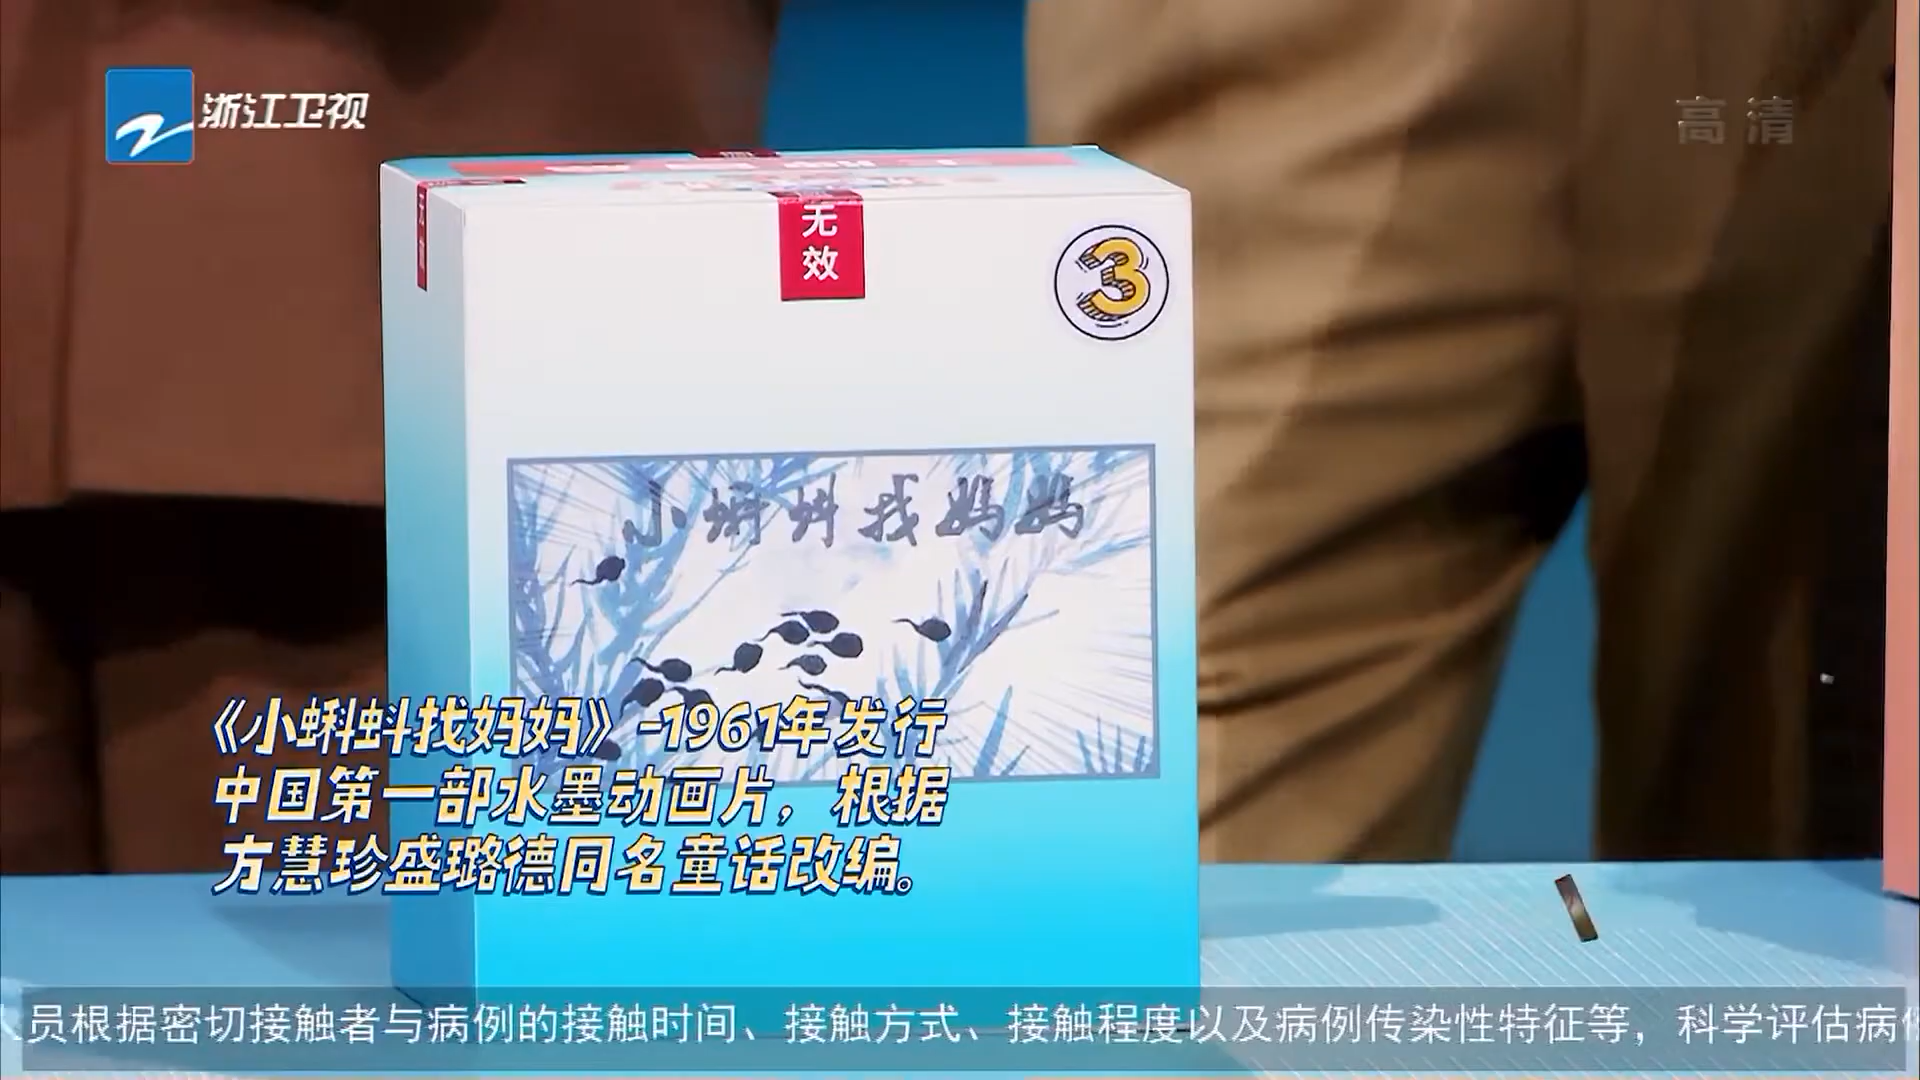 浙江卫视
高清
无
效
3
小蝌蚪找妈妈
《小蝌蚪找妈妈》-1961年发行
中国第一部水墨动画片，根据
方慧珍盛璐德同名童话改编。
员根据密切接触者与病例的接触时间、接触方式、接触程度以及病例传染性特征等，科学评估病